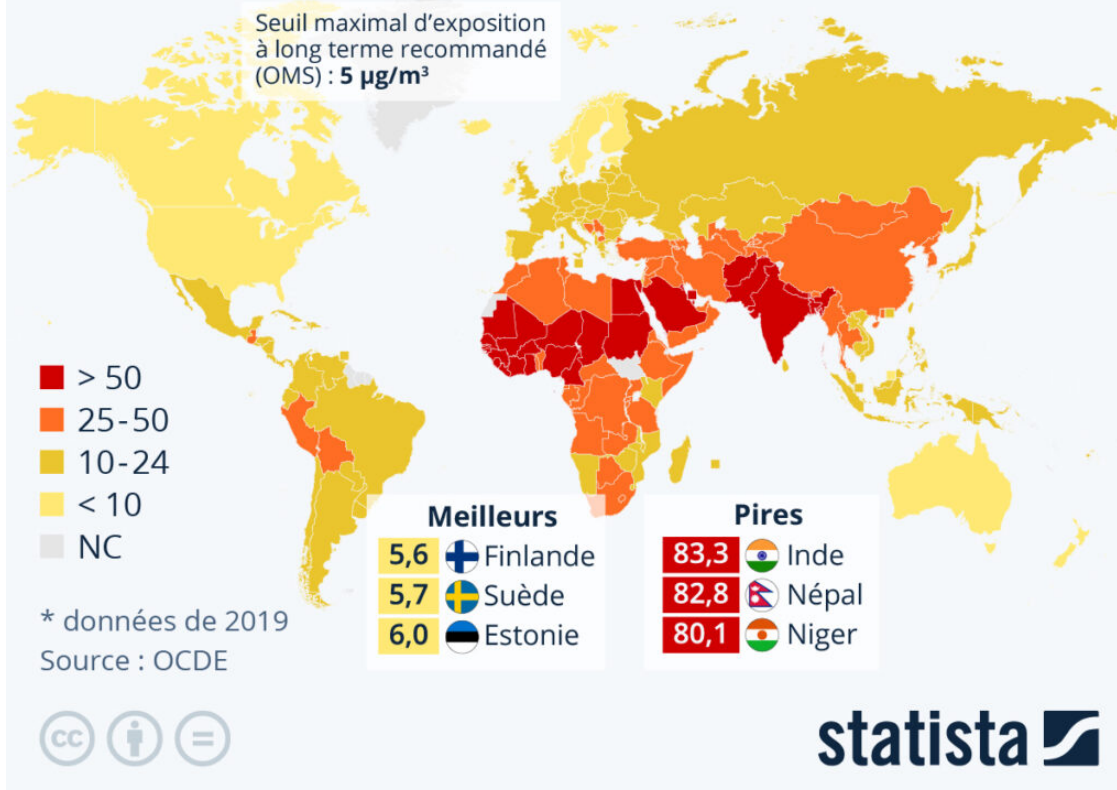 Seuil maximal d’exposition
à long terme recommandé
(OMS) : 5 µg/m³
> 50
25-50
10-24
< 10
NC
* données de 2019
Source : OCDE
Meilleurs
5,6 Finlande
5,7 Suède
6,0 Estonie
Pires
83,3 Inde
82,8 Népal
80,1 Niger
cc
statista